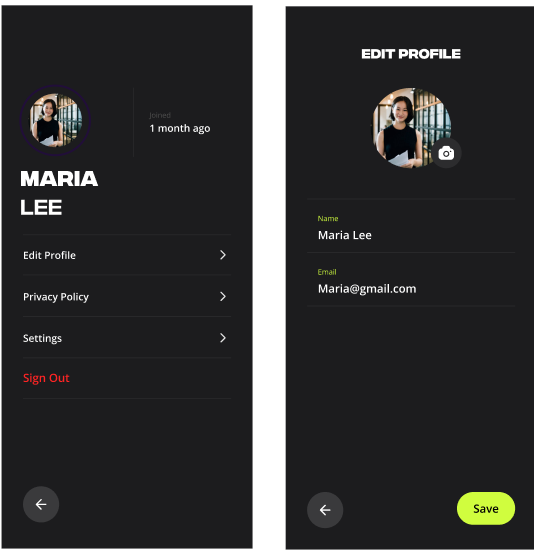 Joined
1 month ago
MARIA
LEE
Edit Profile
Privacy Policy
Settings
Sign Out
EDIT PROFILE
Name
Maria Lee
Email
Maria@gmail.com
Save